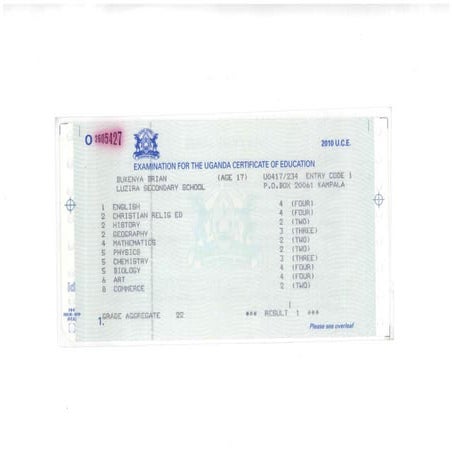 O 2605427
2010 U.C.E.
EXAMINATION FOR THE UGANDA CERTIFICATE OF EDUCATION
BUKENYA BRIAN (AGE 17) U0417/234 ENTRY CODE 1
LUZIRA SECONDARY SCHOOL P.O.BOX 20061 KAMPALA
1 ENGLISH 4 (FOUR)
2 CHRISTIAN RELIG ED 4 (FOUR)
2 HISTORY 2 (TWO)
2 GEOGRAPHY 3 (THREE)
4 MATHEMATICS 2 (TWO)
5 PHYSICS 2 (TWO)
5 CHEMISTRY 3 (THREE)
5 BIOLOGY 4 (FOUR)
6 ART 4 (FOUR)
8 COMMERCE 2 (TWO)
GRADE AGGREGATE 22 *** RESULT 1 ***
1.
Please see overleaf